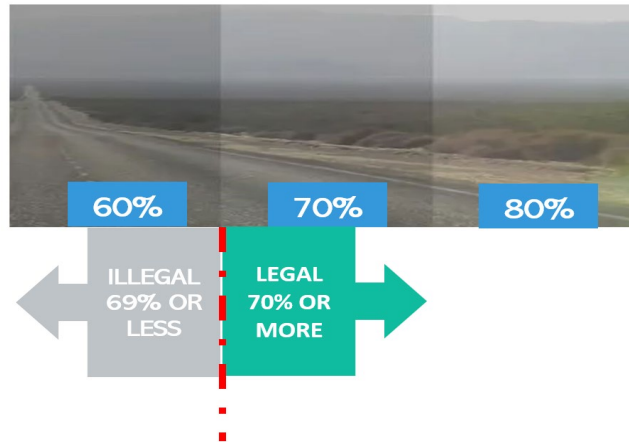 60%
70%
80%
ILLEGAL
69% OR
LESS
LEGAL
70% OR
MORE